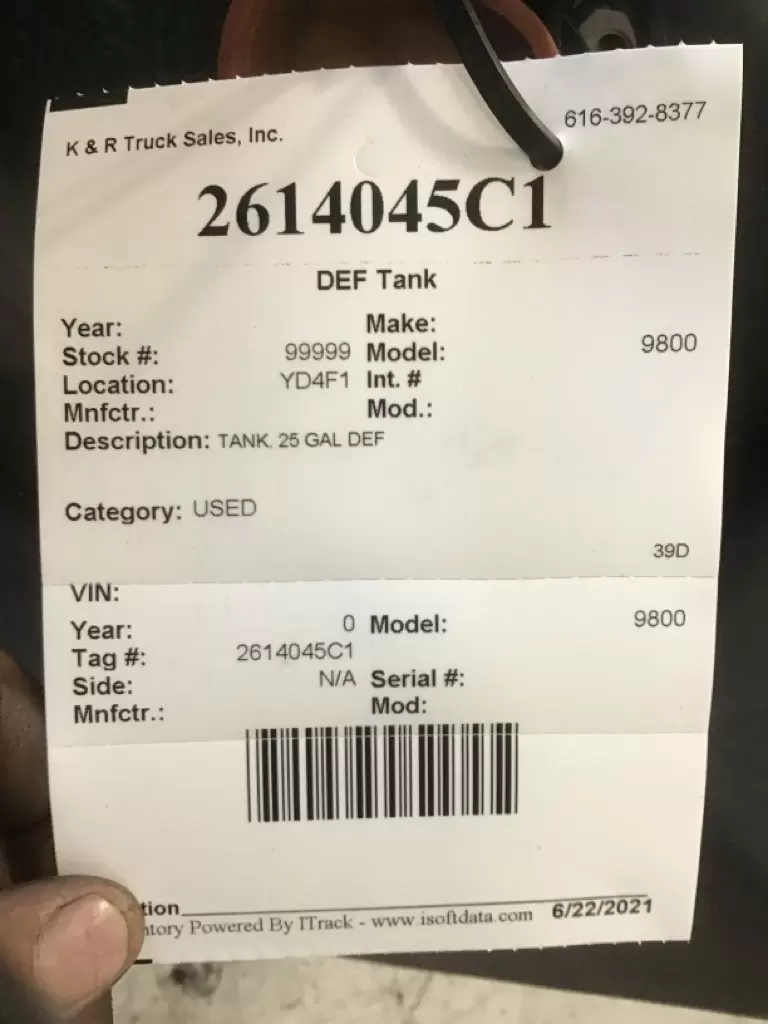 K & R Truck Sales, Inc.
616-392-8377
2614045C1
DEF Tank
Year: Make:
Stock #: 99999 Model: 9800
Location: YD4F1 Int. #
Mnfctr.: Mod.:
Description: TANK, 25 GAL DEF
Category: USED
39D
VIN:
Year: 0 Model: 9800
Tag #: 2614045C1
Side: N/A Serial #:
Mnfctr.: Mod:
tion
ntory Powered By ITrack - www.isoftdata.com 6/22/2021